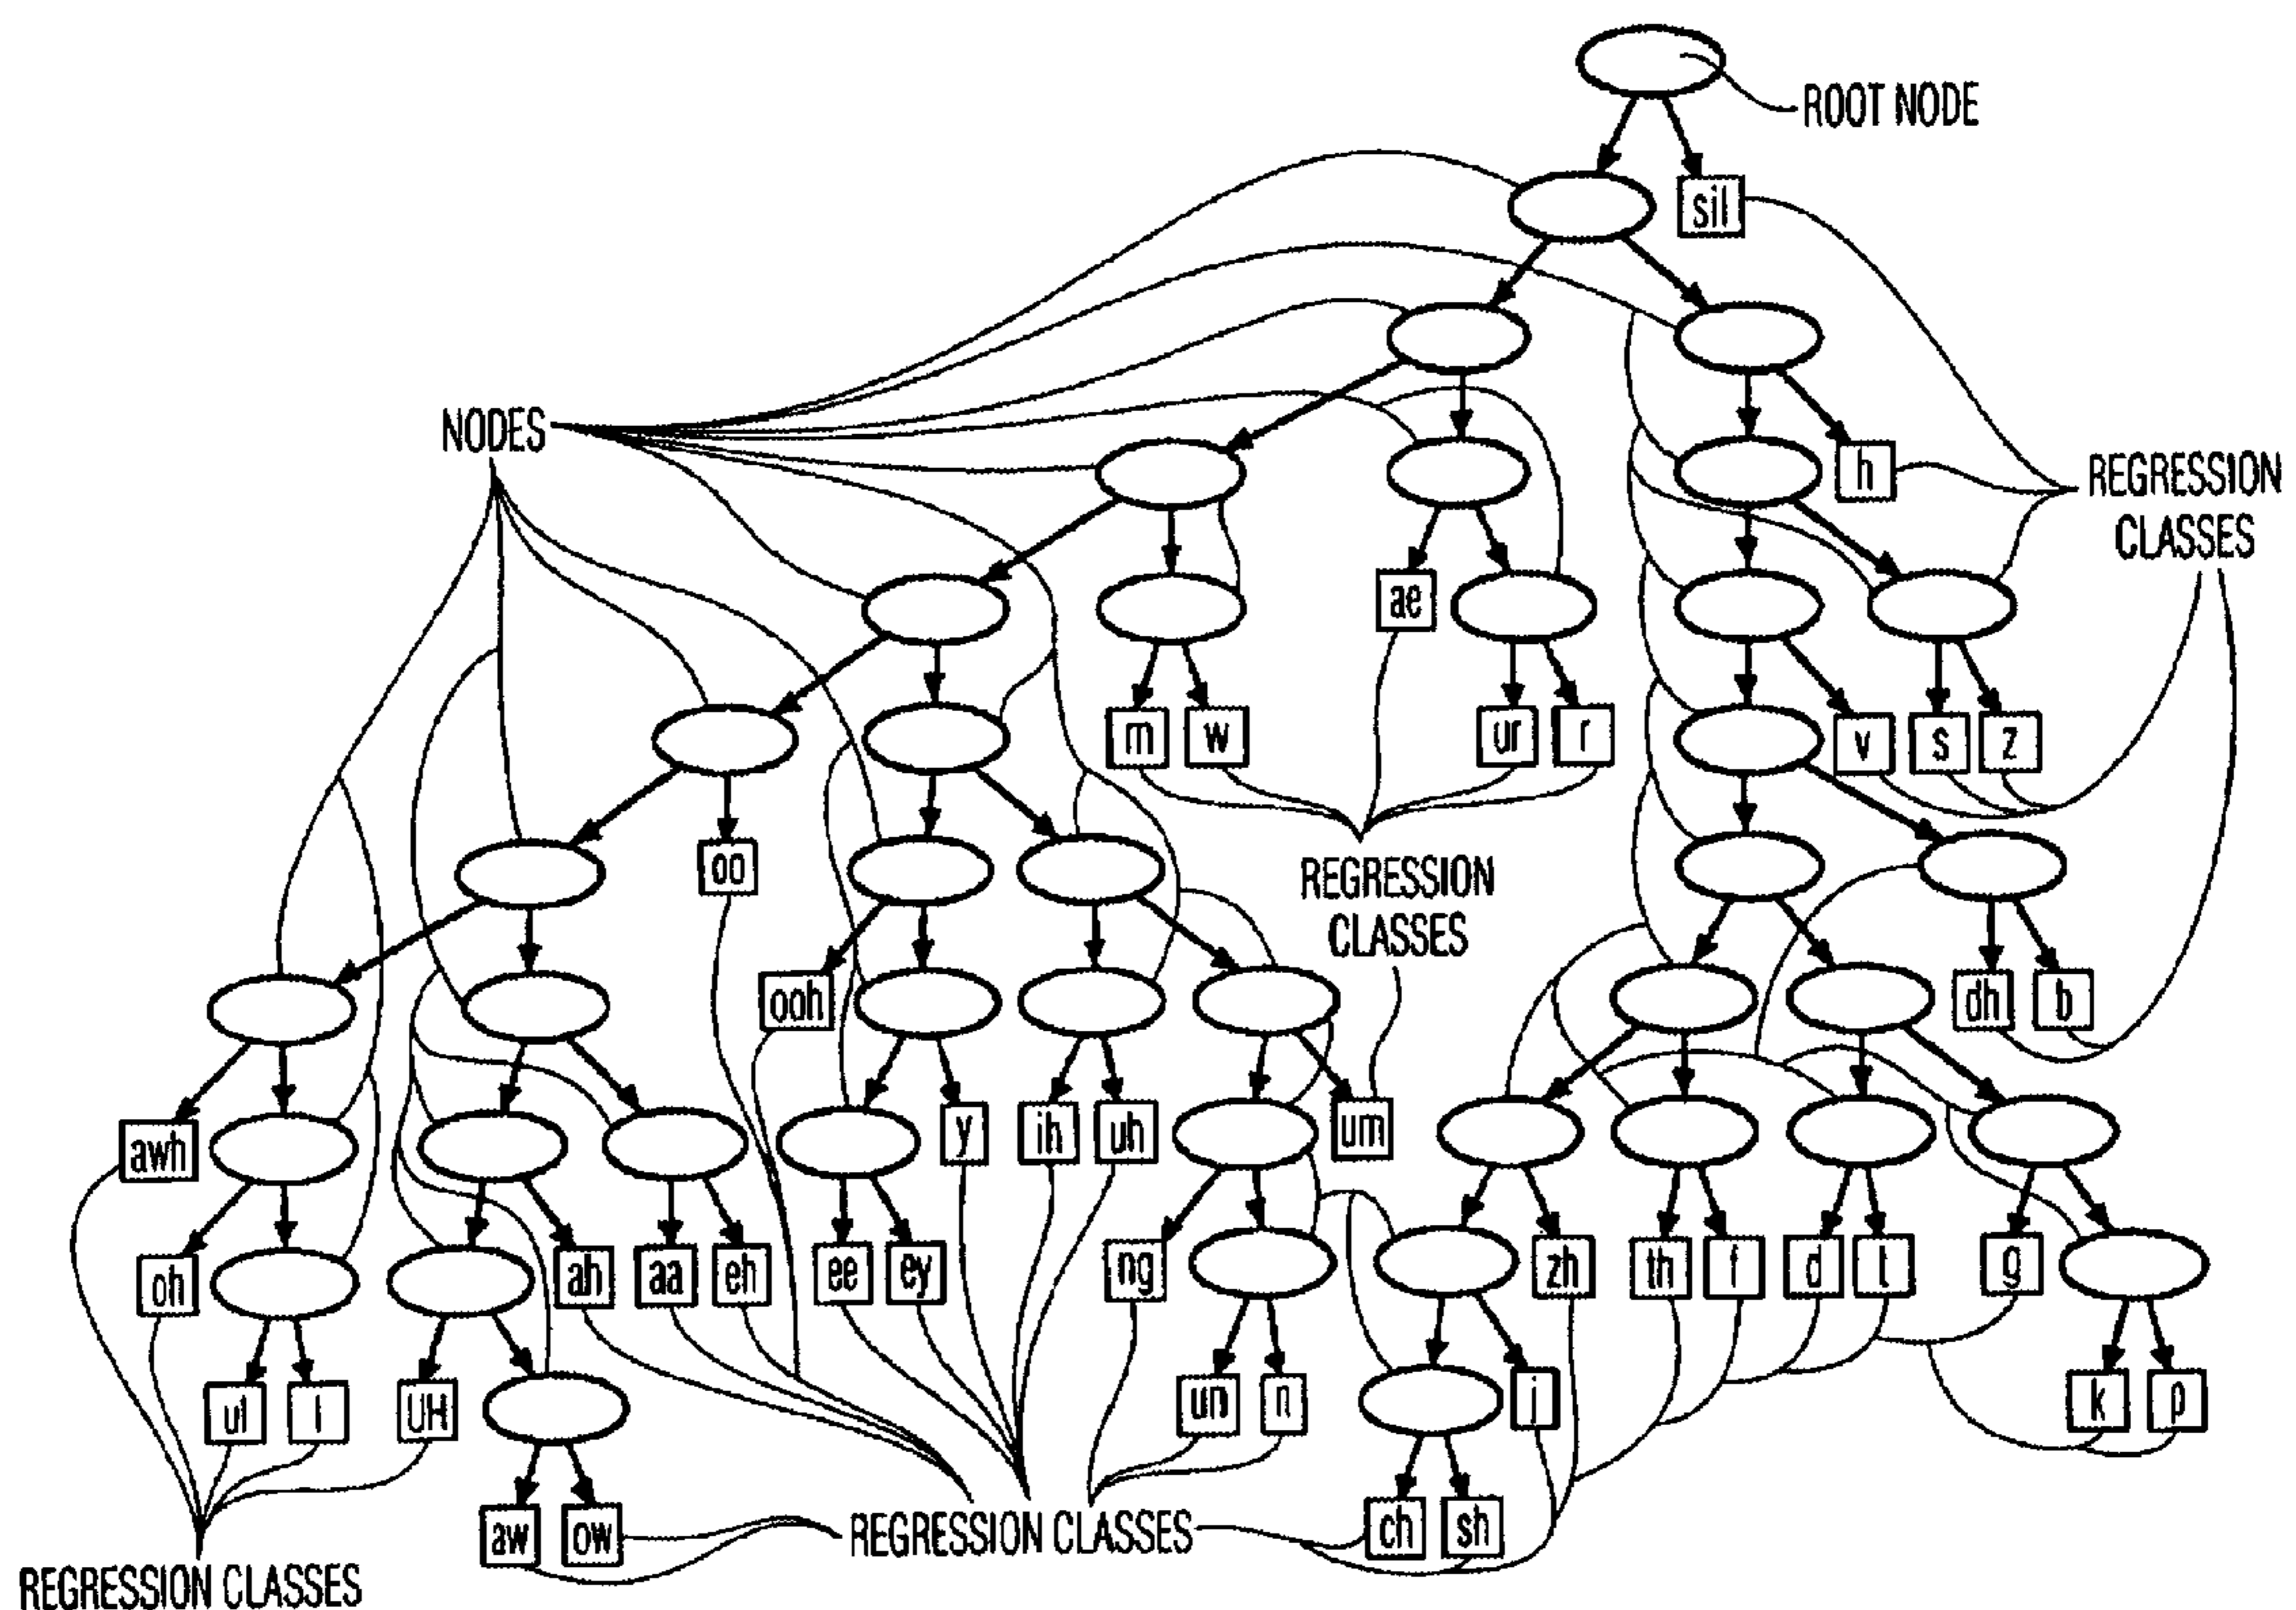 ROOT NODE
sil
NODES
h
REGRESSION
CLASSES
ae
m
w
ur
r
v
s
z
oo
REGRESSION
CLASSES
ooh
dh
b
awh
y
ih
uh
um
oh
ah
aa
eh
ee
ey
ng
zh
th
f
d
t
g
ul
l
UH
un
n
j
k
p
aw
ow
REGRESSION CLASSES
ch
sh
REGRESSION CLASSES